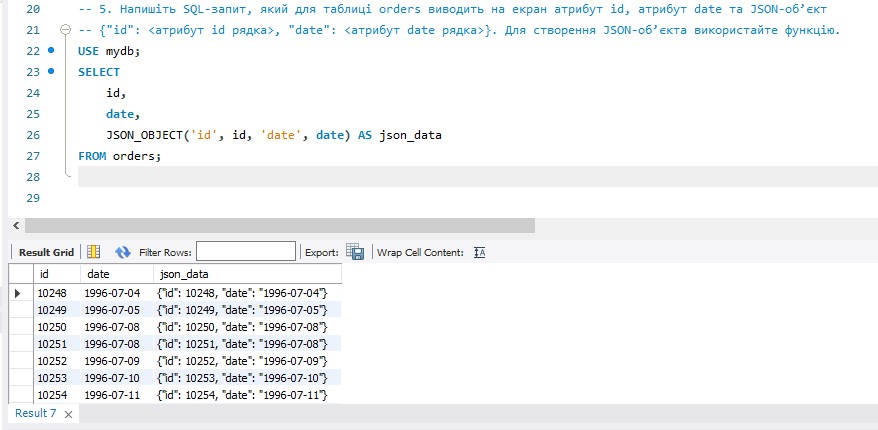 20 -- 5. Напишіть SQL-запит, який для таблиці orders виводить на екран атрибут id, атрибут date та JSON-об’єкт
21 -- {"id": <атрибут id рядка>, "date": <атрибут date рядка>}. Для створення JSON-об’єкта використайте функцію.
22 USE mydb;
23 SELECT
24 id,
25 date,
26 JSON_OBJECT('id', id, 'date', date) AS json_data
27 FROM orders;
28
29
Result Grid Filter Rows: Export: Wrap Cell Content:
id date json_data
10248 1996-07-04 {"id": 10248, "date": "1996-07-04"}
10249 1996-07-05 {"id": 10249, "date": "1996-07-05"}
10250 1996-07-08 {"id": 10250, "date": "1996-07-08"}
10251 1996-07-08 {"id": 10251, "date": "1996-07-08"}
10252 1996-07-09 {"id": 10252, "date": "1996-07-09"}
10253 1996-07-10 {"id": 10253, "date": "1996-07-10"}
10254 1996-07-11 {"id": 10254, "date": "1996-07-11"}
Result 7